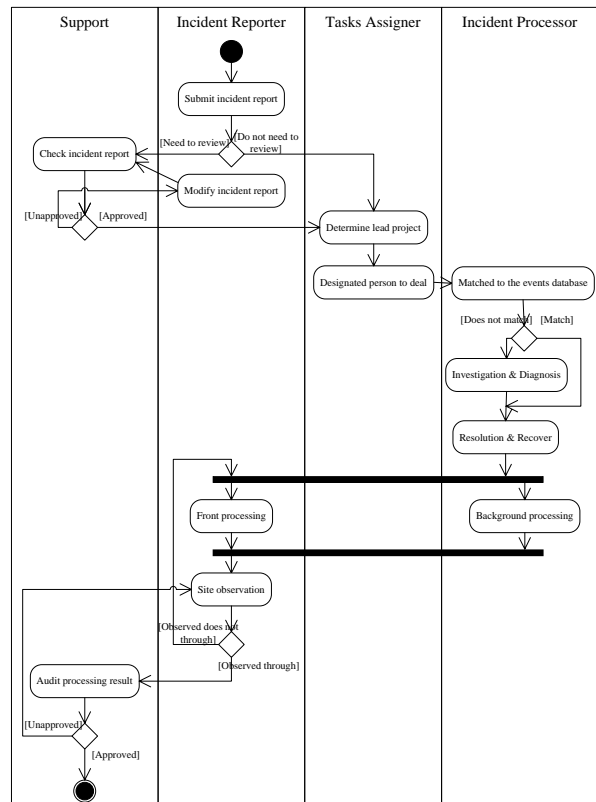 Support
Incident Reporter
Tasks Assigner
Incident Processor
Submit incident report
[Need to review]
[Do not need to
review]
Check incident report
Modify incident report
[Unapproved]
[Approved]
Determine lead project
Designated person to deal
Matched to the events database
[Does not match]
[Match]
Investigation & Diagnosis
Resolution & Recover
Front processing
Background processing
Site observation
[Observed does not
through]
[Observed through]
Audit processing result
[Unapproved]
[Approved]